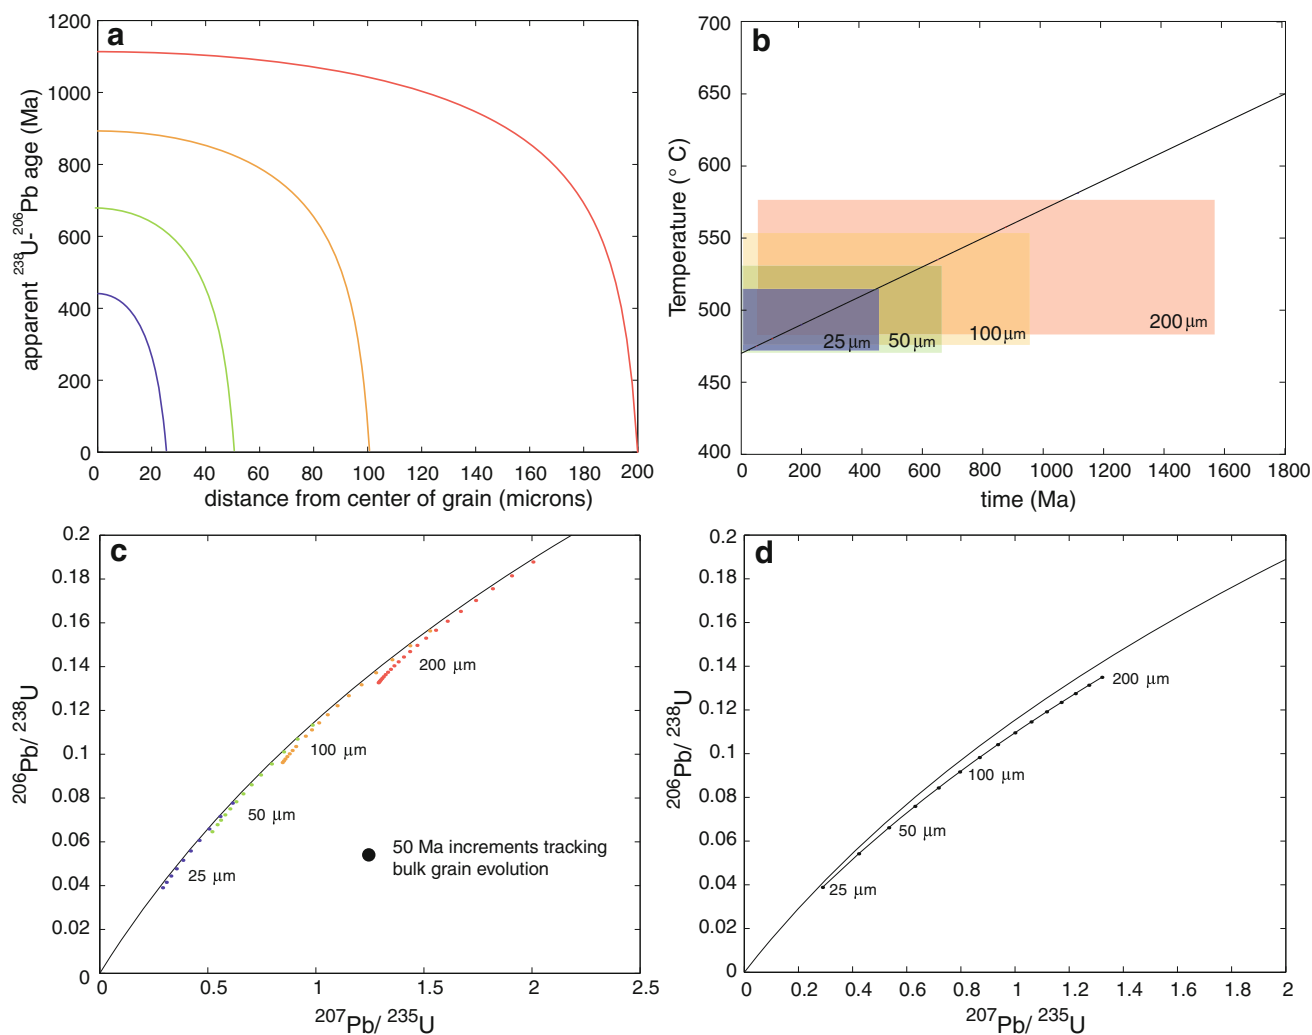 a
1200
1000
800
600
400
200
0
apparent 238U-206Pb age (Ma)
0 20 40 60 80 100 120 140 160 180 200
distance from center of grain (microns)
b
700
650
600
550
500
450
400
Temperature (° C)
25 μm
50 μm
100 μm
200 μm
0 200 400 600 800 1000 1200 1400 1600 1800
time (Ma)
c
0.2
0.18
0.16
0.14
0.12
0.1
0.08
0.06
0.04
0.02
0
206Pb/ 238U
200 μm
100 μm
50 μm
25 μm
50 Ma increments tracking
bulk grain evolution
0.5 1 1.5 2 2.5
207Pb/ 235U
d
0.2
0.18
0.16
0.14
0.12
0.1
0.08
0.06
0.04
0.02
0
206Pb/ 238U
200 μm
100 μm
50 μm
25 μm
0 0.2 0.4 0.6 0.8 1 1.2 1.4 1.6 1.8 2
207Pb/ 235U